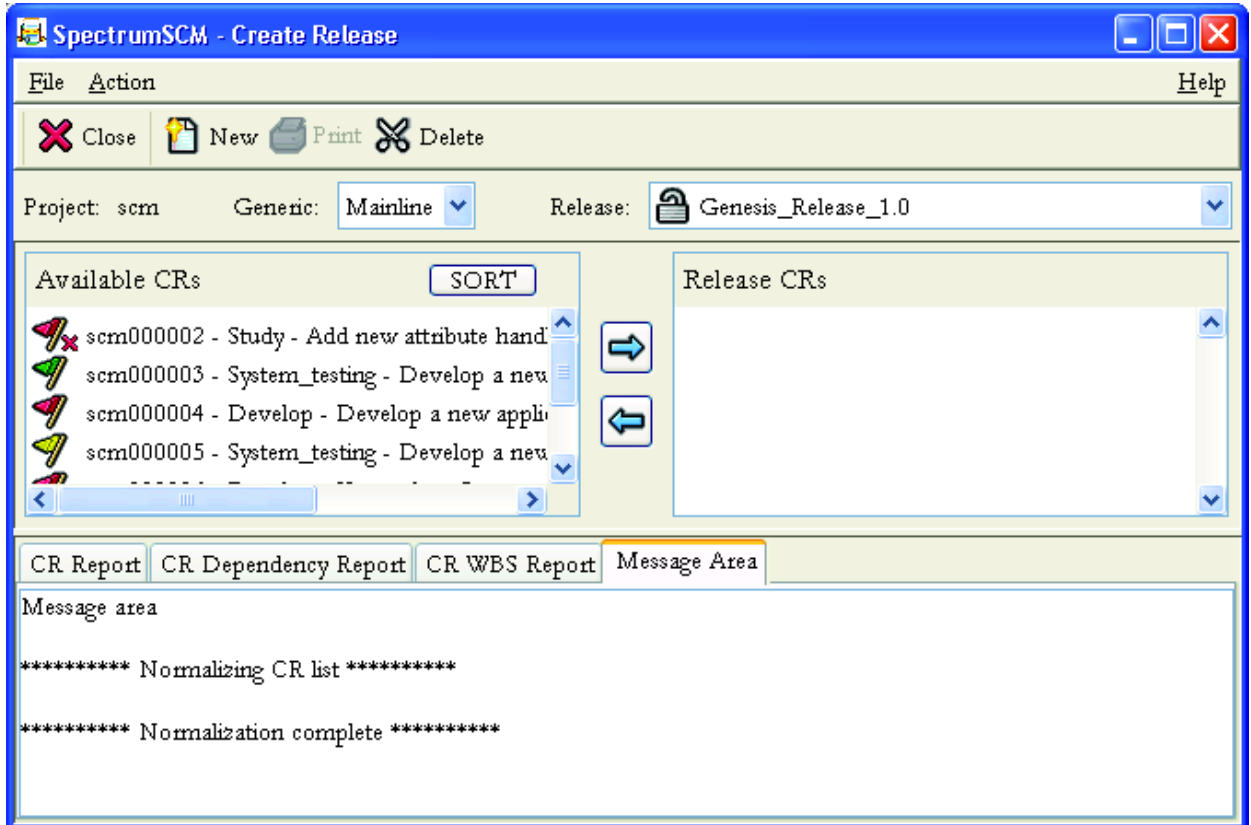 SpectrumSCM - Create Release
File Action Help
Close New Print Delete
Project: scm Generic: Mainline Release: Genesis_Release_1.0
Available CRs SORT Release CRs
scm000002 - Study - Add new attribute hand
scm000003 - System_testing - Develop a new
scm000004 - Develop - Develop a new appli
scm000005 - System_testing - Develop a new
CR Report CR Dependency Report CR WBS Report Message Area
Message area
********** Normalizing CR list **********
********** Normalization complete **********